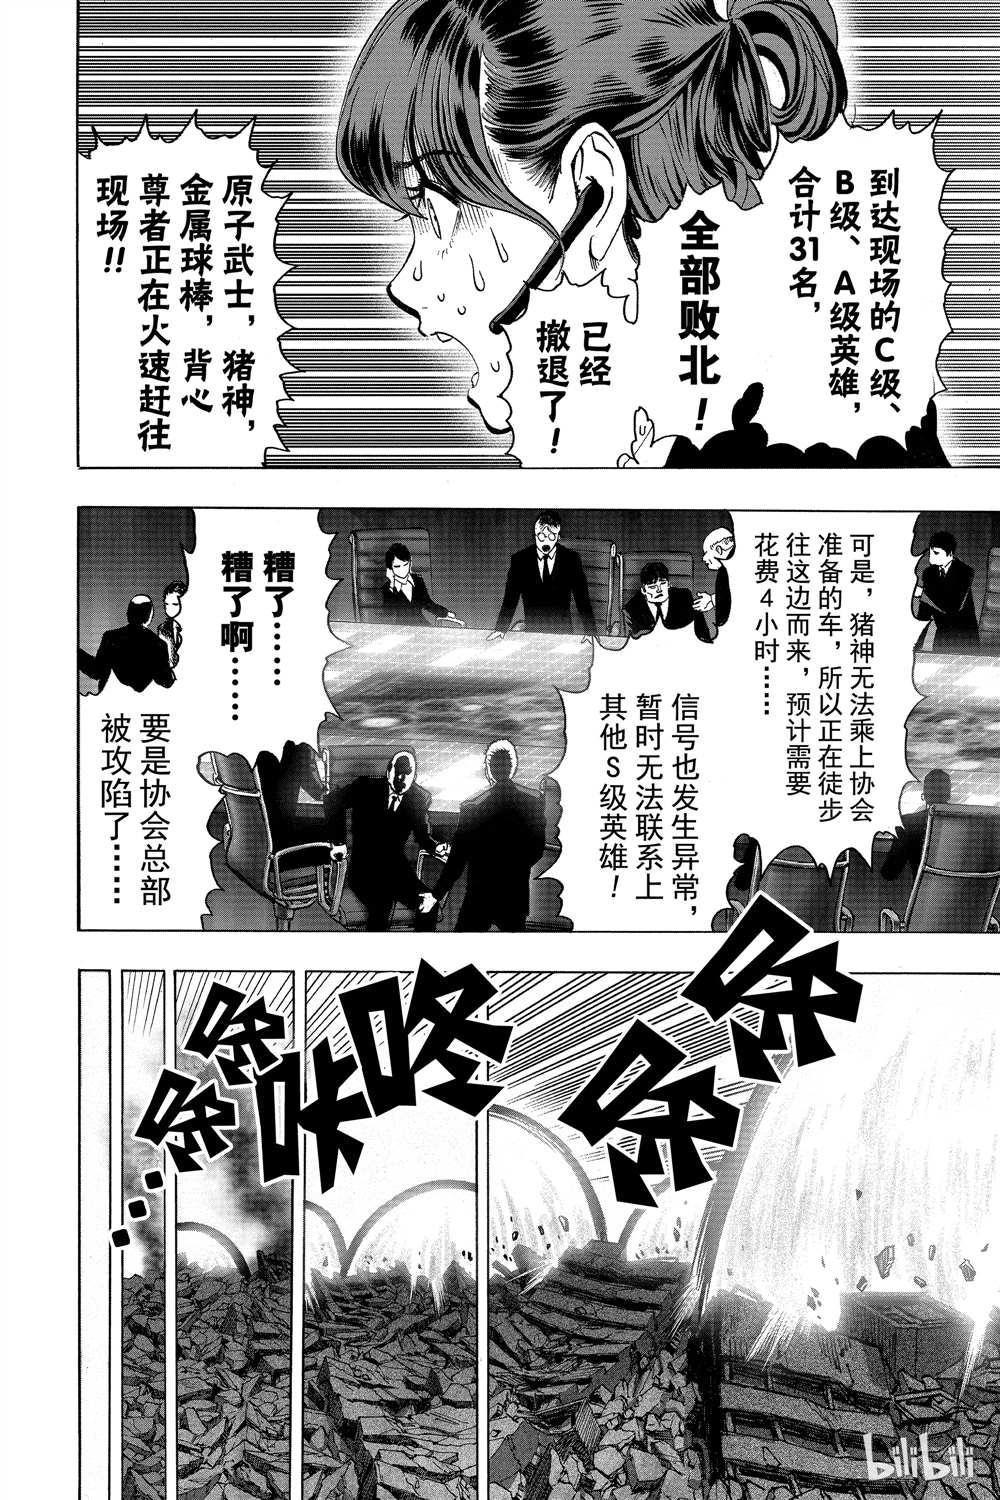 到达现场的C级、
B级、A级英雄，
合计31名，
全部败北！
已经
撤退了！
原子武士，猪神，
金属球棒，背心
尊者正在火速赶往
现场!!
可是，猪神无法乘上协会
准备的车，所以正在徒步
往这边而来，预计需要
花费4小时……
信号也发生异常，
暂时无法联系上
其他S级英雄！
糟了……
糟了啊……
要是协会总部
被攻陷了……
咚
咚
咚
咔
咚
咚…
bilibili